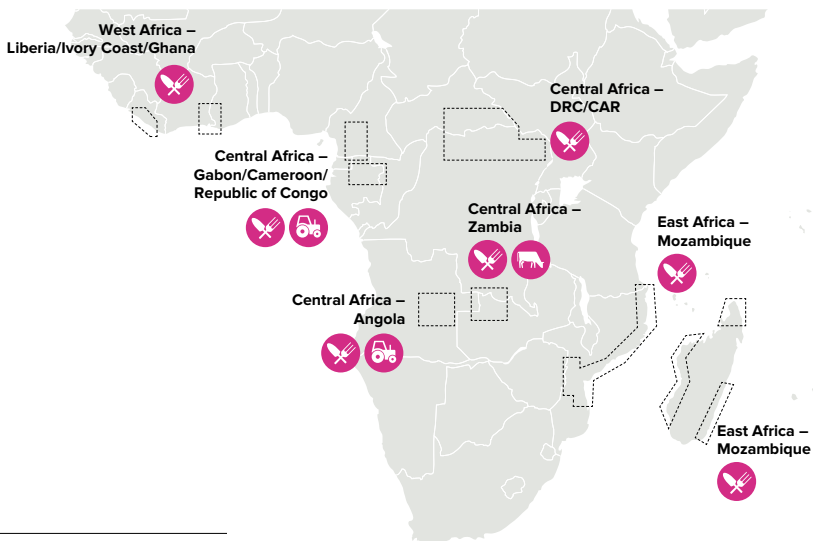 West Africa –
Liberia/Ivory Coast/Ghana
Central Africa –
DRC/CAR
Central Africa –
Gabon/Cameroon/
Republic of Congo
Central Africa –
Zambia
East Africa –
Mozambique
Central Africa –
Angola
East Africa –
Mozambique